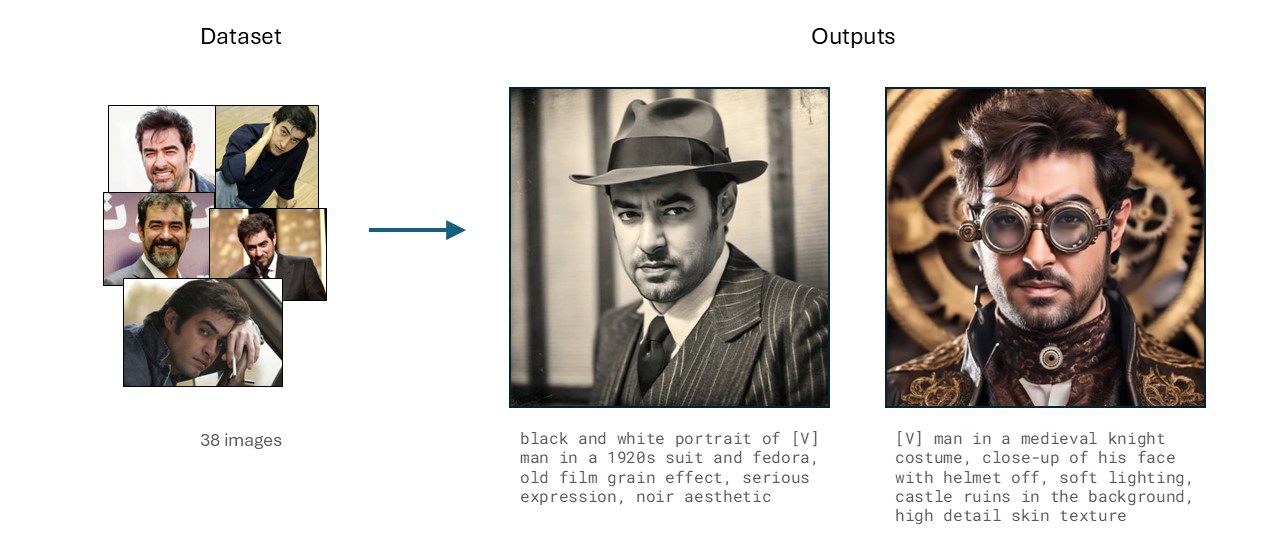 Dataset
Outputs
38 images
black and white portrait of [V]
man in a 1920s suit and fedora,
old film grain effect, serious
expression, noir aesthetic
[V] man in a medieval knight
costume, close-up of his face
with helmet off, soft lighting,
castle ruins in the background,
high detail skin texture